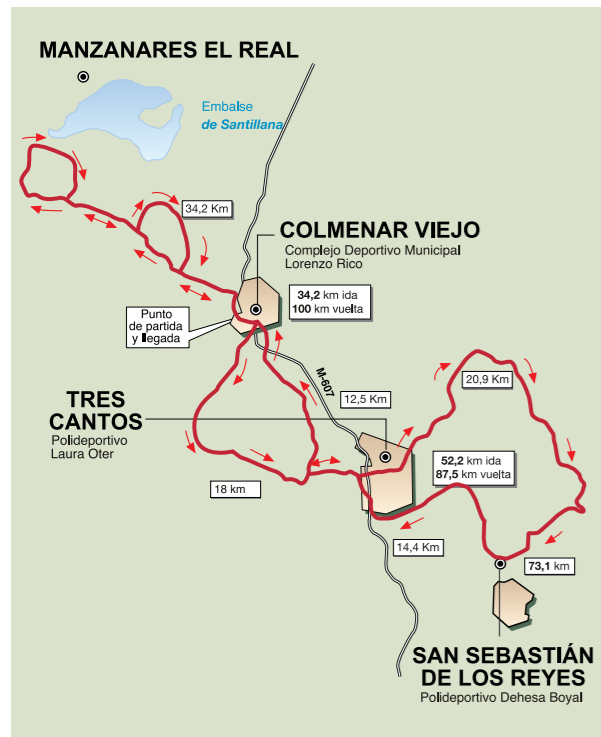 MANZANARES EL REAL
Embalse
de Santillana
34,2 Km
COLMENAR VIEJO
Complejo Deportivo Municipal
Lorenzo Rico
34,2 km ida
100 km vuelta
Punto
de partida
y llegada
M-607
TRES
CANTOS
Polideportivo
Laura Oter
12,5 Km
20,9 Km
52,2 km ida
87,5 km vuelta
18 km
14,4 Km
73,1 km
SAN SEBASTIÁN
DE LOS REYES
Polideportivo Dehesa Boyal